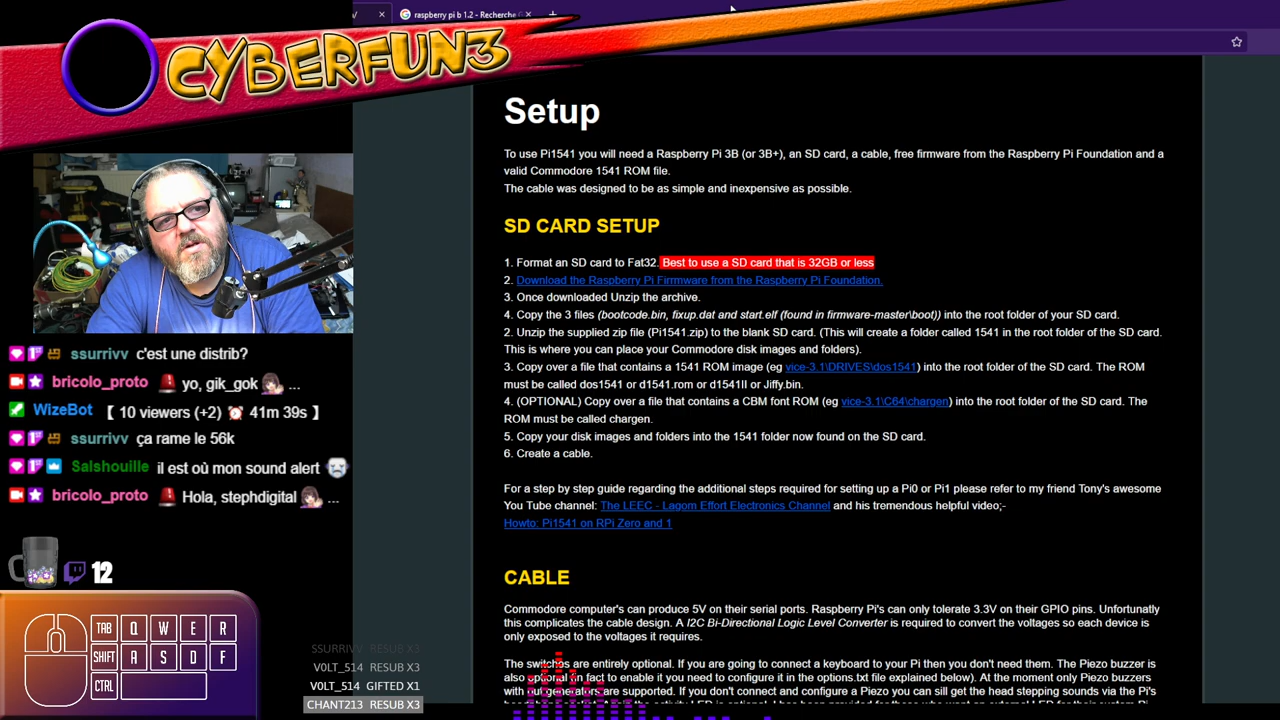 raspberry pi b 1.2 - Recherche G
CYBERFUN3
Setup
To use Pi1541 you will need a Raspberry Pi 3B (or 3B+), an SD card, a cable, free firmware from the Raspberry Pi Foundation and a
valid Commodore 1541 ROM file.
The cable was designed to be as simple and inexpensive as possible.
SD CARD SETUP
1. Format an SD card to Fat32. Best to use a SD card that is 32GB or less
2. Download the Raspberry Pi Firrmware from the Raspberry Pi Foundation.
3. Once downloaded Unzip the archive.
4. Copy the 3 files (bootcode.bin, fixup.dat and start.elf (found in firmware-master\boot)) into the root folder of your SD card.
2. Unzip the supplied zip file (Pi1541.zip) to the blank SD card. (This will create a folder called 1541 in the root folder of the SD card.
This is where you can place your Commodore disk images and folders).
3. Copy over a file that contains a 1541 ROM image (eg vice-3.1\DRIVES\dos1541) into the root folder of the SD card. The ROM
must be called dos1541 or d1541.rom or d1541II or Jiffy.bin.
4. (OPTIONAL) Copy over a file that contains a CBM font ROM (eg vice-3.1\C64\chargen) into the root folder of the SD card. The
ROM must be called chargen.
5. Copy your disk images and folders into the 1541 folder now found on the SD card.
6. Create a cable.
For a step by step guide regarding the additional steps required for setting up a Pi0 or Pi1 please refer to my friend Tony's awesome
You Tube channel: The LEEC - Lagom Effort Electronics Channel and his tremendous helpful video;-
Howto: Pi1541 on RPi Zero and 1
CABLE
Commodore computer's can produce 5V on their serial ports. Raspberry Pi's can only tolerate 3.3V on their GPIO pins. Unfortunatly
this complicates the cable design. A I2C Bi-Directional Logic Level Converter is required to convert the voltages so each device is
only exposed to the voltages it requires.
The switches are entirely optional. If you are going to connect a keyboard to your Pi then you don't need them. The Piezo buzzer is
also optional (in fact to enable it you need to configure it in the options.txt file explained below). At the moment only Piezo buzzers
with out generators are supported. If you don't connect and configure a Piezo you can sill get the head stepping sounds via the Pi's
ssurrivv c'est une distrib?
bricolo_proto yo, gik_gok ...
WizeBot 【 10 viewers (+2) 41m 39s 】
ssurrivv ça rame le 56k
Salshouille il est où mon sound alert
bricolo_proto Hola, stephdigital ...
12
TAB Q W E R
SHIFT A S D F
CTRL
SSURRIVV RESUB X3
V0LT_514 RESUB X3
V0LT_514 GIFTED X1
CHANT213 RESUB X3